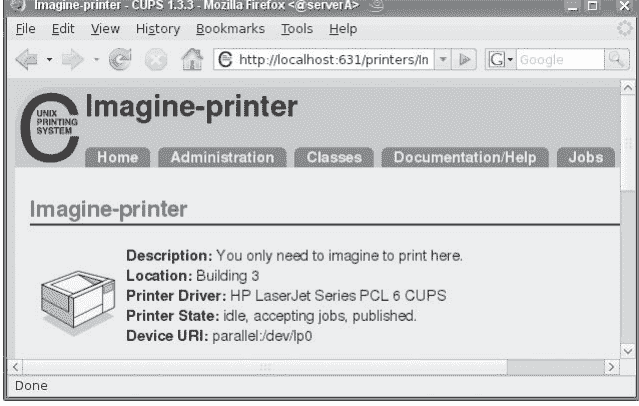 Imagine-printer - CUPS 1.3.3 - Mozilla Firefox <@serverA>
File Edit View History Bookmarks Tools Help
http://localhost:631/printers/Im
G Google
UNIX
PRINTING
SYSTEM
Imagine-printer
Home Administration Classes Documentation/Help Jobs
Imagine-printer
Description: You only need to imagine to print here.
Location: Building 3
Printer Driver: HP LaserJet Series PCL 6 CUPS
Printer State: idle, accepting jobs, published.
Device URI: parallel:/dev/lp0
Done